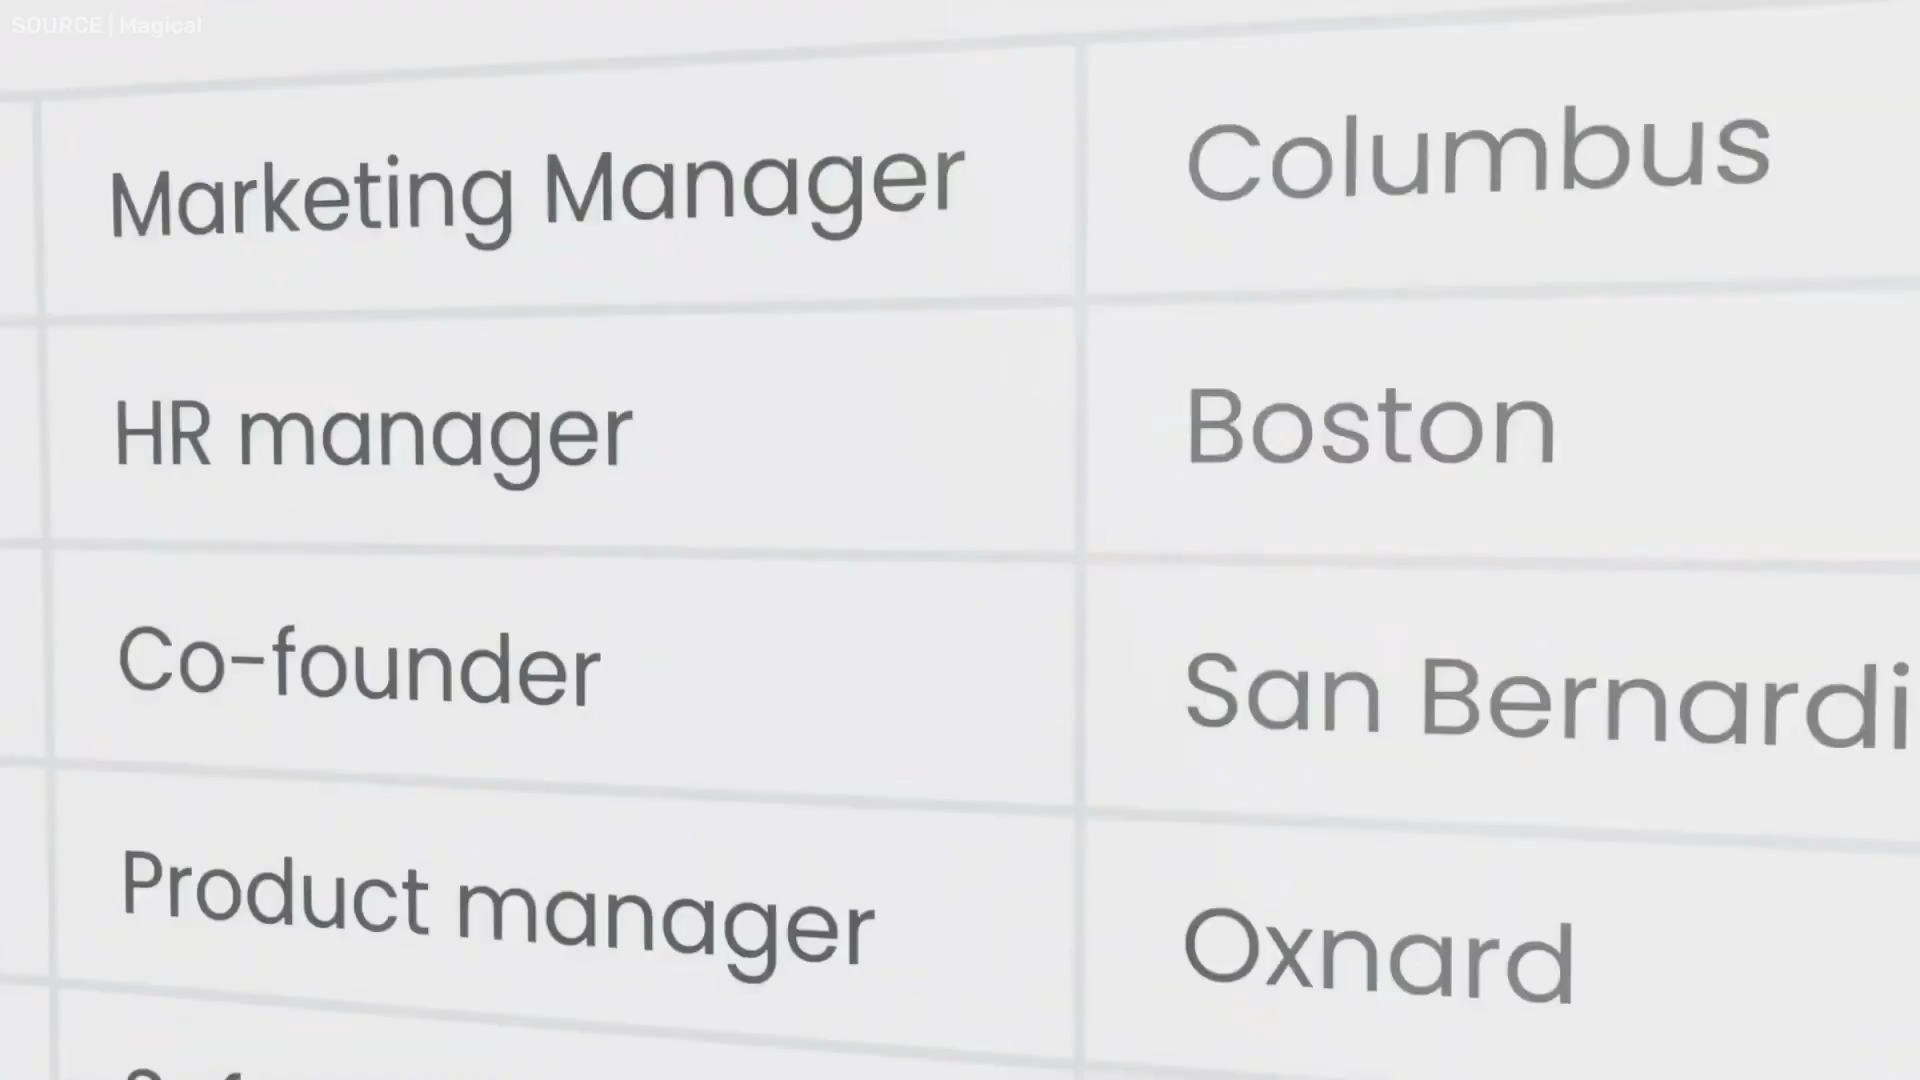 SOURCE | Magical
Marketing Manager Columbus
HR manager Boston
Co-founder San Bernardi
Product manager Oxnard